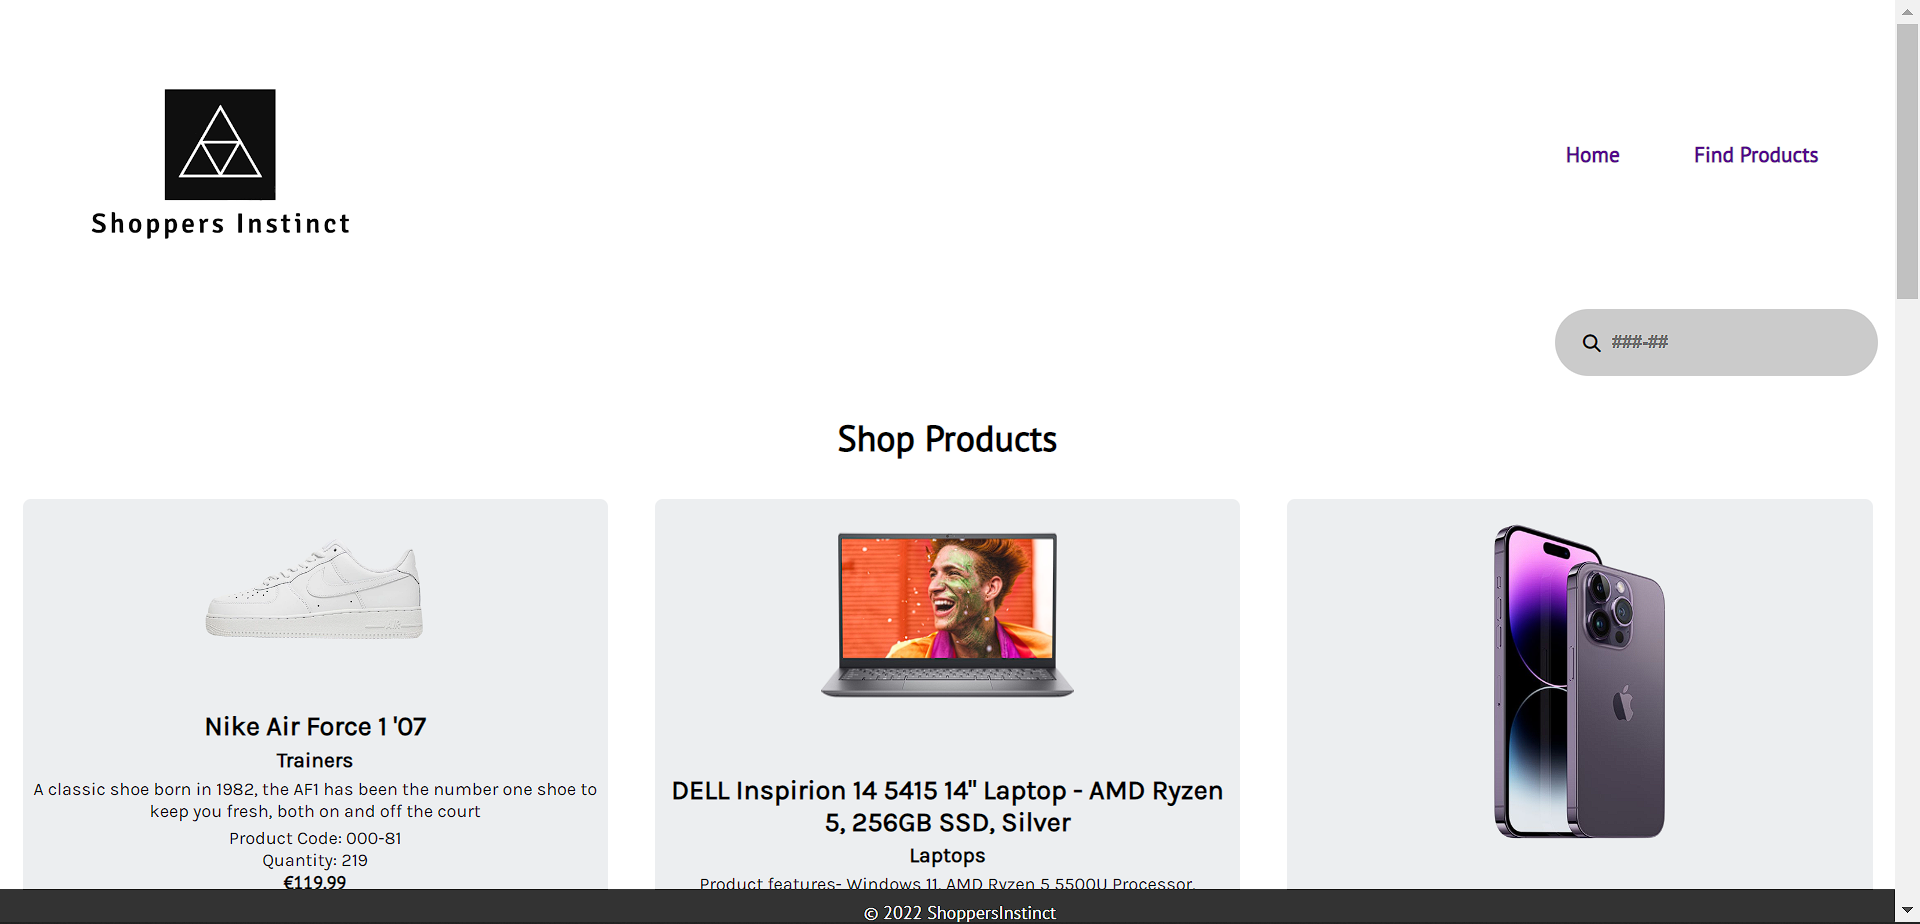 Shoppers Instinct
Home
Find Products
###-##
Shop Products
Nike Air Force 1 '07
Trainers
A classic shoe born in 1982, the AF1 has been the number one shoe to
keep you fresh, both on and off the court
Product Code: 000-81
Quantity: 219
€119.99
DELL Inspirion 14 5415 14" Laptop - AMD Ryzen
5, 256GB SSD, Silver
Laptops
Product features- Windows 11, AMD Ryzen 5 5500U Processor,
© 2022 ShoppersInstinct